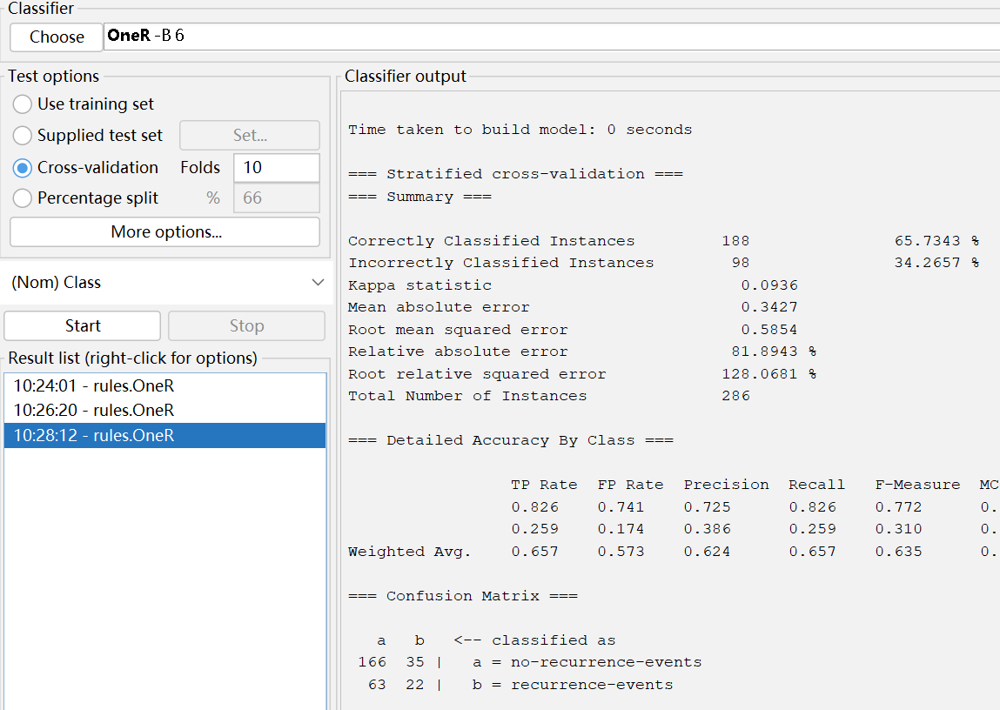 Classifier
Choose OneR -B 6
Test options
Use training set
Supplied test set Set...
Cross-validation Folds 10
Percentage split % 66
More options...
(Nom) Class
Start Stop
Result list (right-click for options)
10:24:01 - rules.OneR
10:26:20 - rules.OneR
10:28:12 - rules.OneR
Classifier output
Time taken to build model: 0 seconds
=== Stratified cross-validation ===
=== Summary ===
Correctly Classified Instances 188 65.7343 %
Incorrectly Classified Instances 98 34.2657 %
Kappa statistic 0.0936
Mean absolute error 0.3427
Root mean squared error 0.5854
Relative absolute error 81.8943 %
Root relative squared error 128.0681 %
Total Number of Instances 286
=== Detailed Accuracy By Class ===
TP Rate FP Rate Precision Recall F-Measure MC
0.826 0.741 0.725 0.826 0.772 0.
0.259 0.174 0.386 0.259 0.310 0.
Weighted Avg. 0.657 0.573 0.624 0.657 0.635 0.
=== Confusion Matrix ===
a b <-- classified as
166 35 | a = no-recurrence-events
63 22 | b = recurrence-events